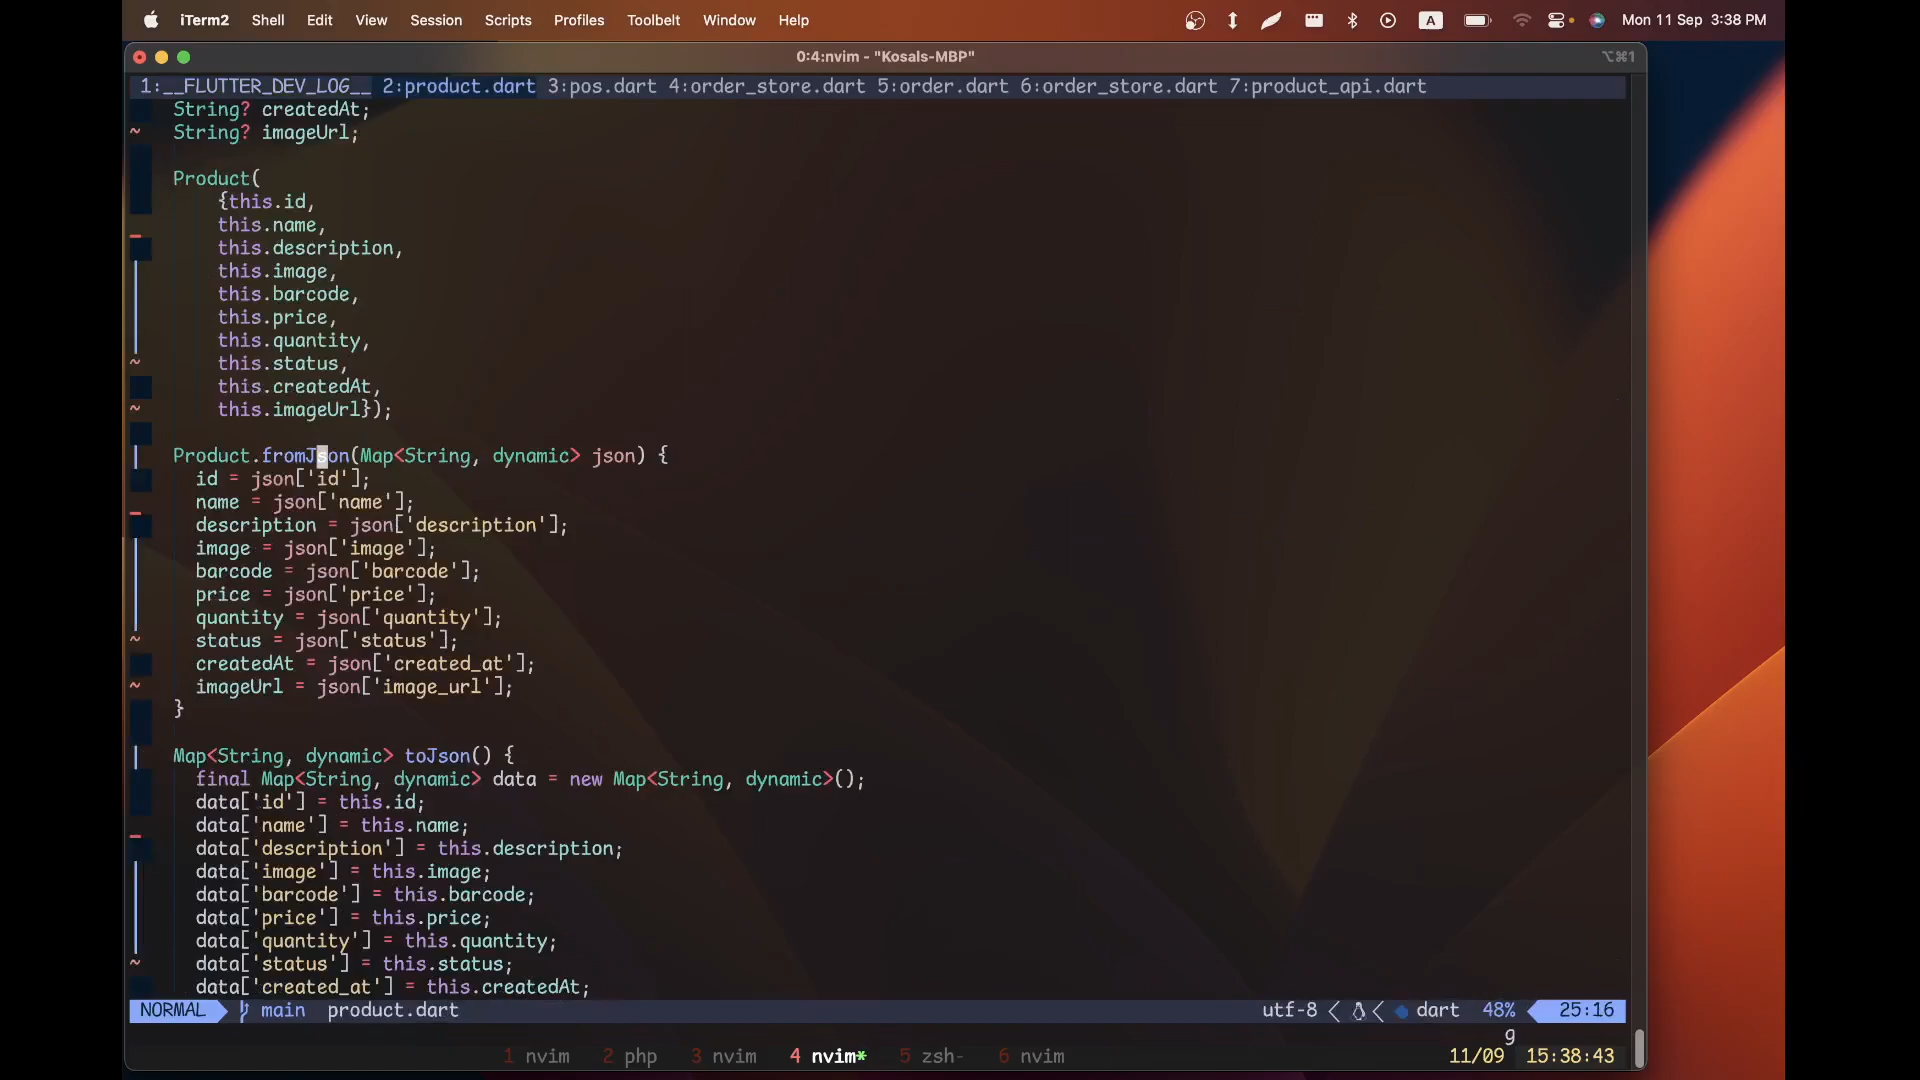 iTerm2 Shell Edit View Session Scripts Profiles Toolbelt Window Help A Mon 11 Sep 3:38 PM
0:4:nvim - "Kosals-MBP" ⌥⌘1
1:__FLUTTER_DEV_LOG__ 2:product.dart 3:pos.dart 4:order_store.dart 5:order.dart 6:order_store.dart 7:product_api.dart
String? createdAt;
~ String? imageUrl;
Product(
{this.id,
this.name,
this.description,
this.image,
this.barcode,
this.price,
this.quantity,
~ this.status,
this.createdAt,
~ this.imageUrl});
Product.fromJson(Map<String, dynamic> json) {
id = json['id'];
name = json['name'];
description = json['description'];
image = json['image'];
barcode = json['barcode'];
price = json['price'];
quantity = json['quantity'];
~ status = json['status'];
createdAt = json['created_at'];
~ imageUrl = json['image_url'];
}
Map<String, dynamic> toJson() {
final Map<String, dynamic> data = new Map<String, dynamic>();
data['id'] = this.id;
data['name'] = this.name;
data['description'] = this.description;
data['image'] = this.image;
data['barcode'] = this.barcode;
data['price'] = this.price;
data['quantity'] = this.quantity;
~ data['status'] = this.status;
data['created_at'] = this.createdAt;
NORMAL main product.dart utf-8 < < dart 48% 25:16
g
1 nvim 2 php 3 nvim 4 nvim* 5 zsh- 6 nvim 11/09 15:38:43